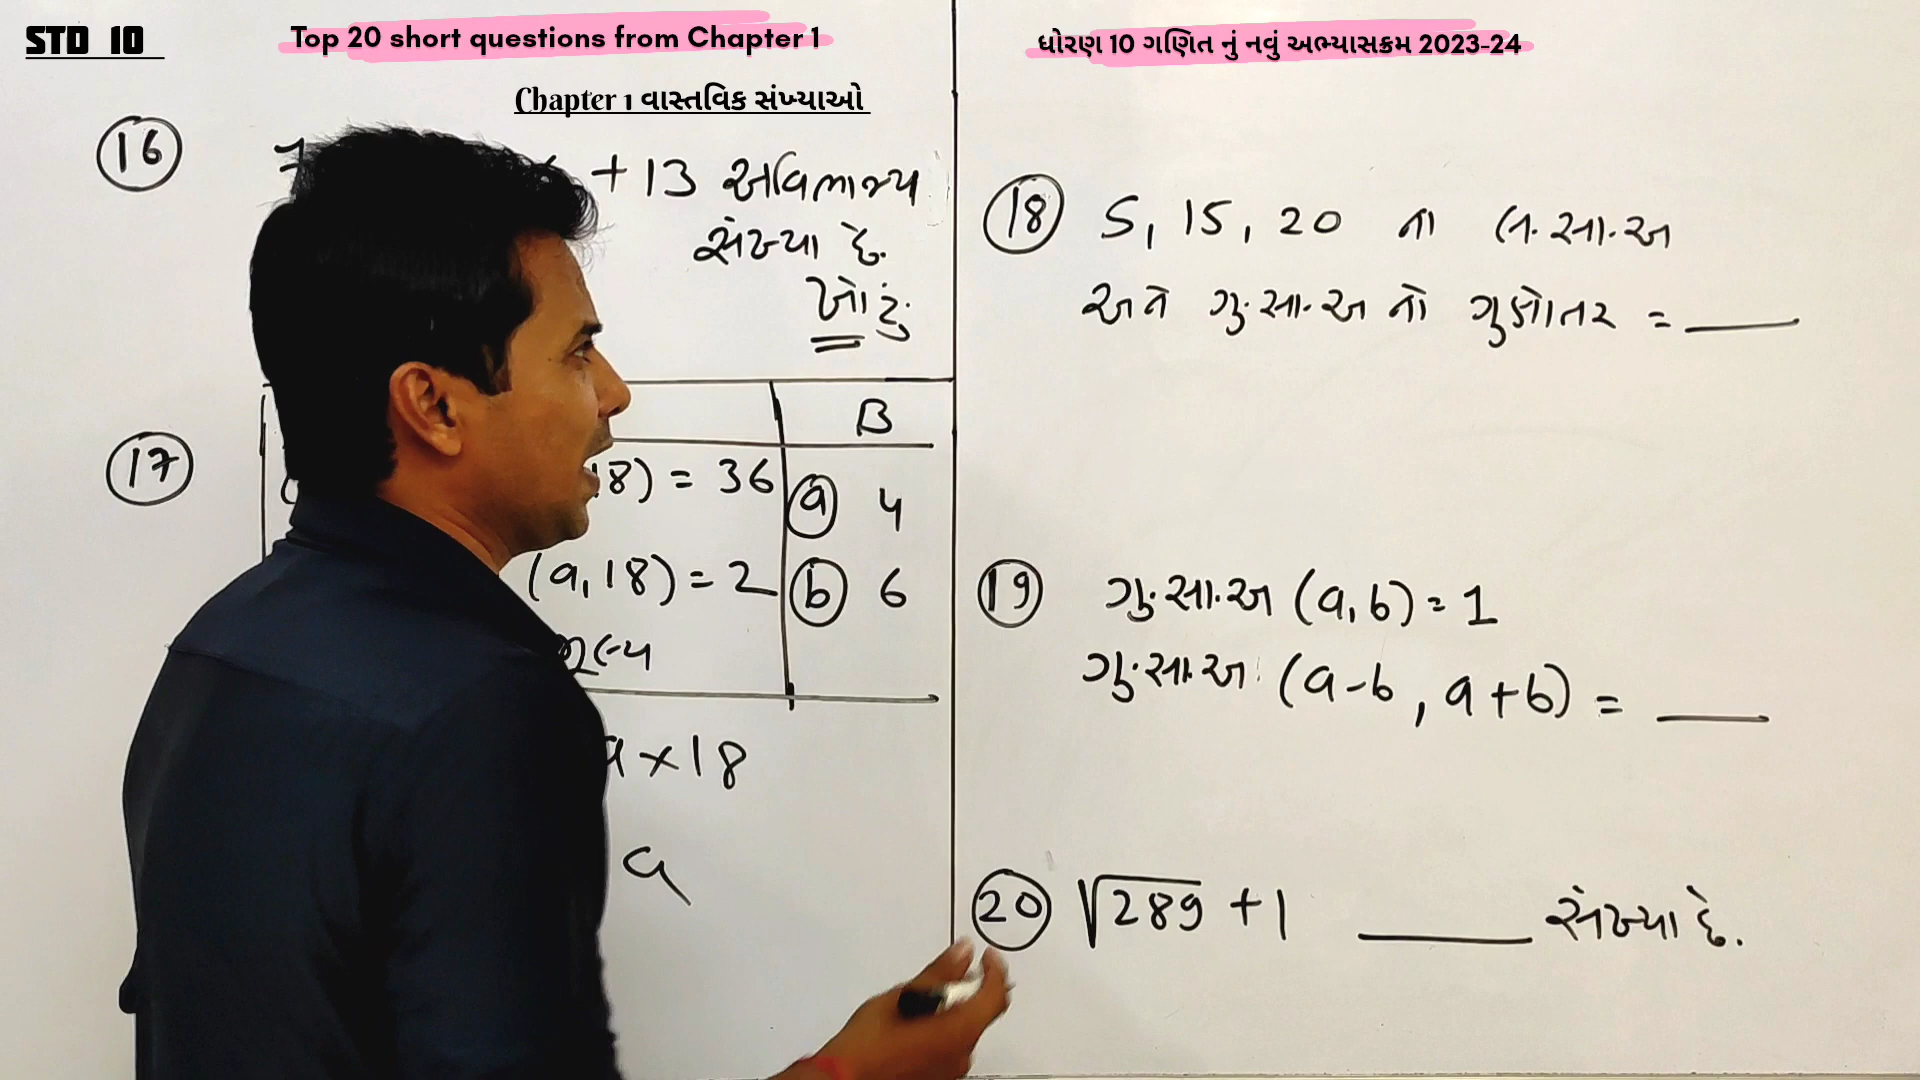 STD 10
Top 20 short questions from Chapter 1
ધોરણ 10 ગણિત નું નવું અભ્યાસક્રમ 2023-24
Chapter 1 વાસ્તવિક સંખ્યાઓ
16
7
+ 13 અવિભાજ્ય
સંખ્યા છે.
ખોટું
17
B
18) = 36
a 4
(a, 18) = 2
b 6
મૂલ્ય
a × 18
a
18 5, 15, 20 ના લ.સા.અ
અને ગુ.સા.અ નો ગુણોતર = ___
19 ગુ.સા.અ (a, b) = 1
ગુ.સા.અ (a - b, a + b) = ___
20 √289 + 1 ___ સંખ્યા છે.